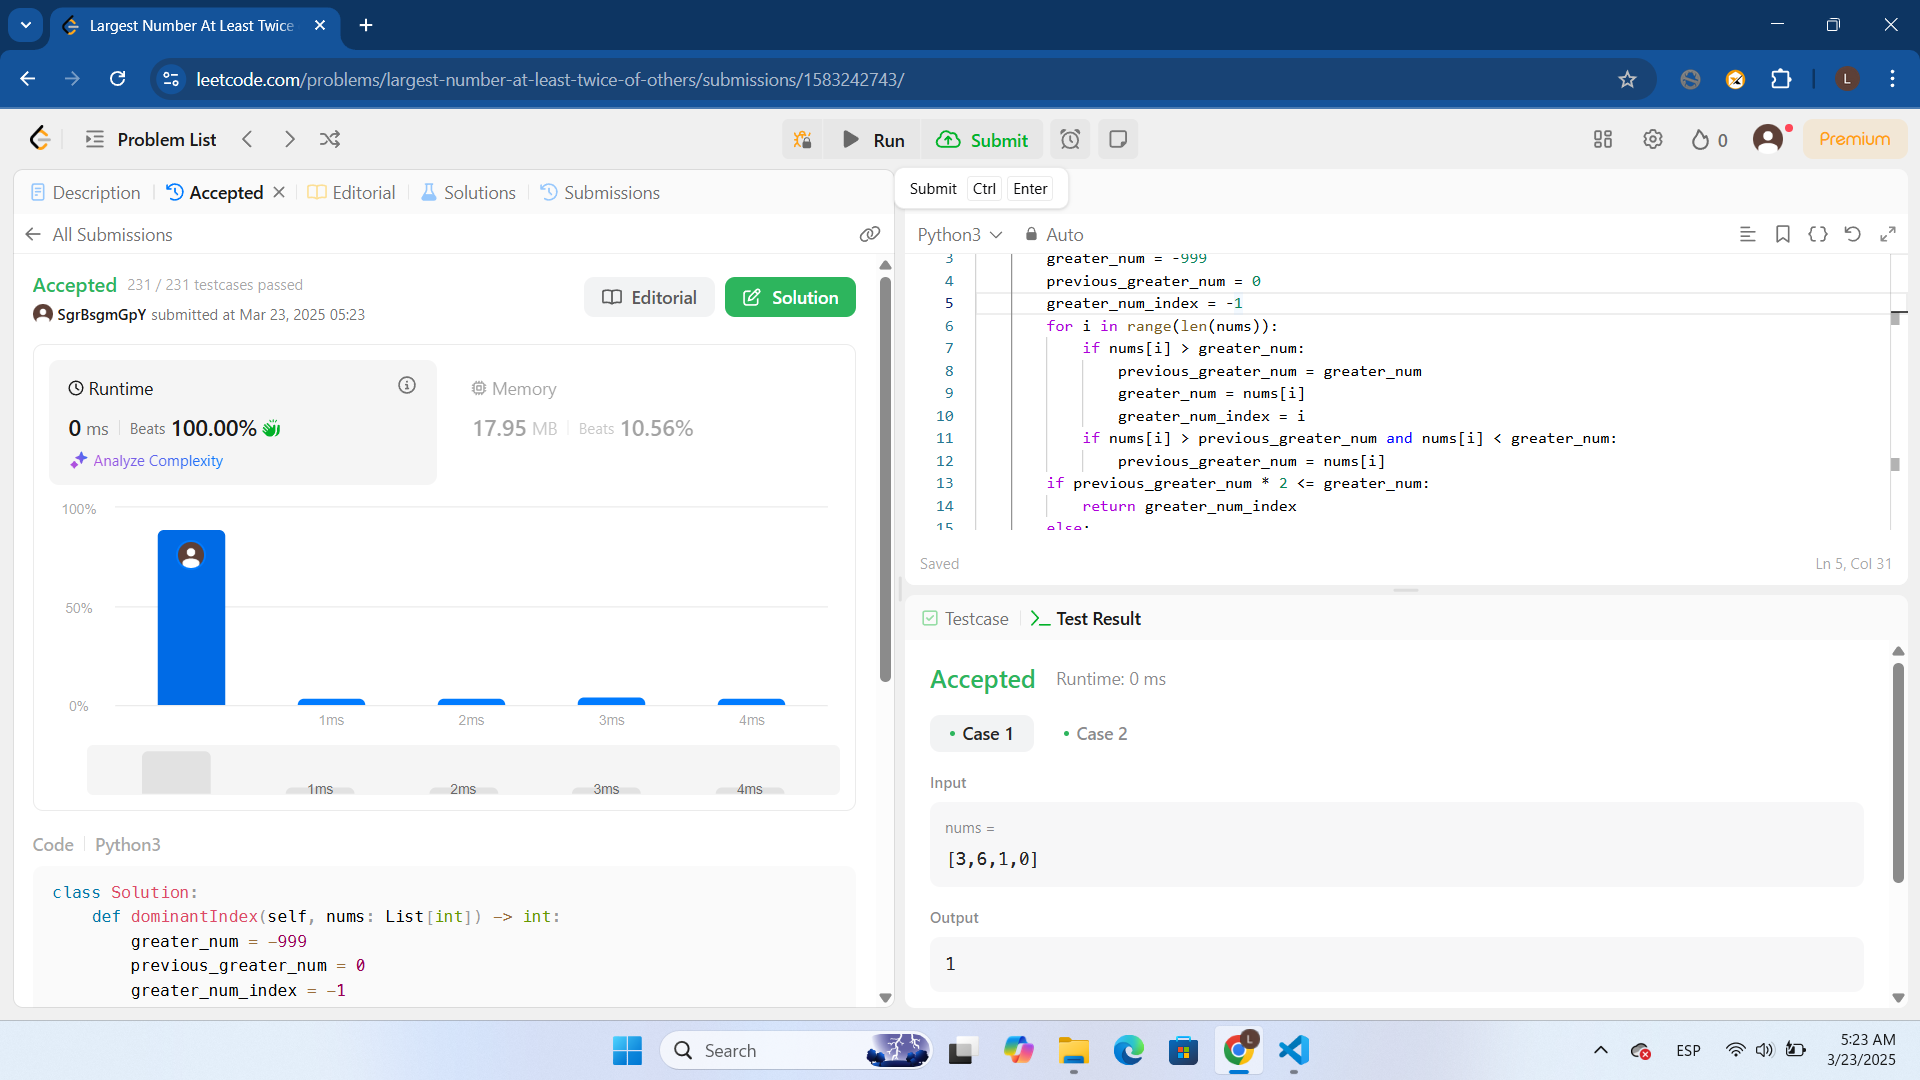 Largest Number At Least Twice
leetcode.com/problems/largest-number-at-least-twice-of-others/submissions/1583242743/
L
Problem List
Run
Submit
0
Premium
Description
Accepted
Editorial
Solutions
Submissions
Submit Ctrl Enter
All Submissions
Python3
Auto
Accepted 231 / 231 testcases passed
SgrBsgmGpY submitted at Mar 23, 2025 05:23
Editorial
Solution
Runtime
0 ms Beats 100.00%
Analyze Complexity
Memory
17.95 MB Beats 10.56%
100%
50%
0%
1ms 2ms 3ms 4ms
1ms 2ms 3ms 4ms
Code Python3
class Solution:
def dominantIndex(self, nums: List[int]) -> int:
greater_num = -999
previous_greater_num = 0
greater_num_index = -1
3 greater_num = -999
4 previous_greater_num = 0
5 greater_num_index = -1
6 for i in range(len(nums)):
7 if nums[i] > greater_num:
8 previous_greater_num = greater_num
9 greater_num = nums[i]
10 greater_num_index = i
11 if nums[i] > previous_greater_num and nums[i] < greater_num:
12 previous_greater_num = nums[i]
13 if previous_greater_num * 2 <= greater_num:
14 return greater_num_index
15 else:
Saved
Ln 5, Col 31
Testcase
Test Result
Accepted Runtime: 0 ms
Case 1
Case 2
Input
nums =
[3,6,1,0]
Output
1
Search
L
ESP
5:23 AM
3/23/2025